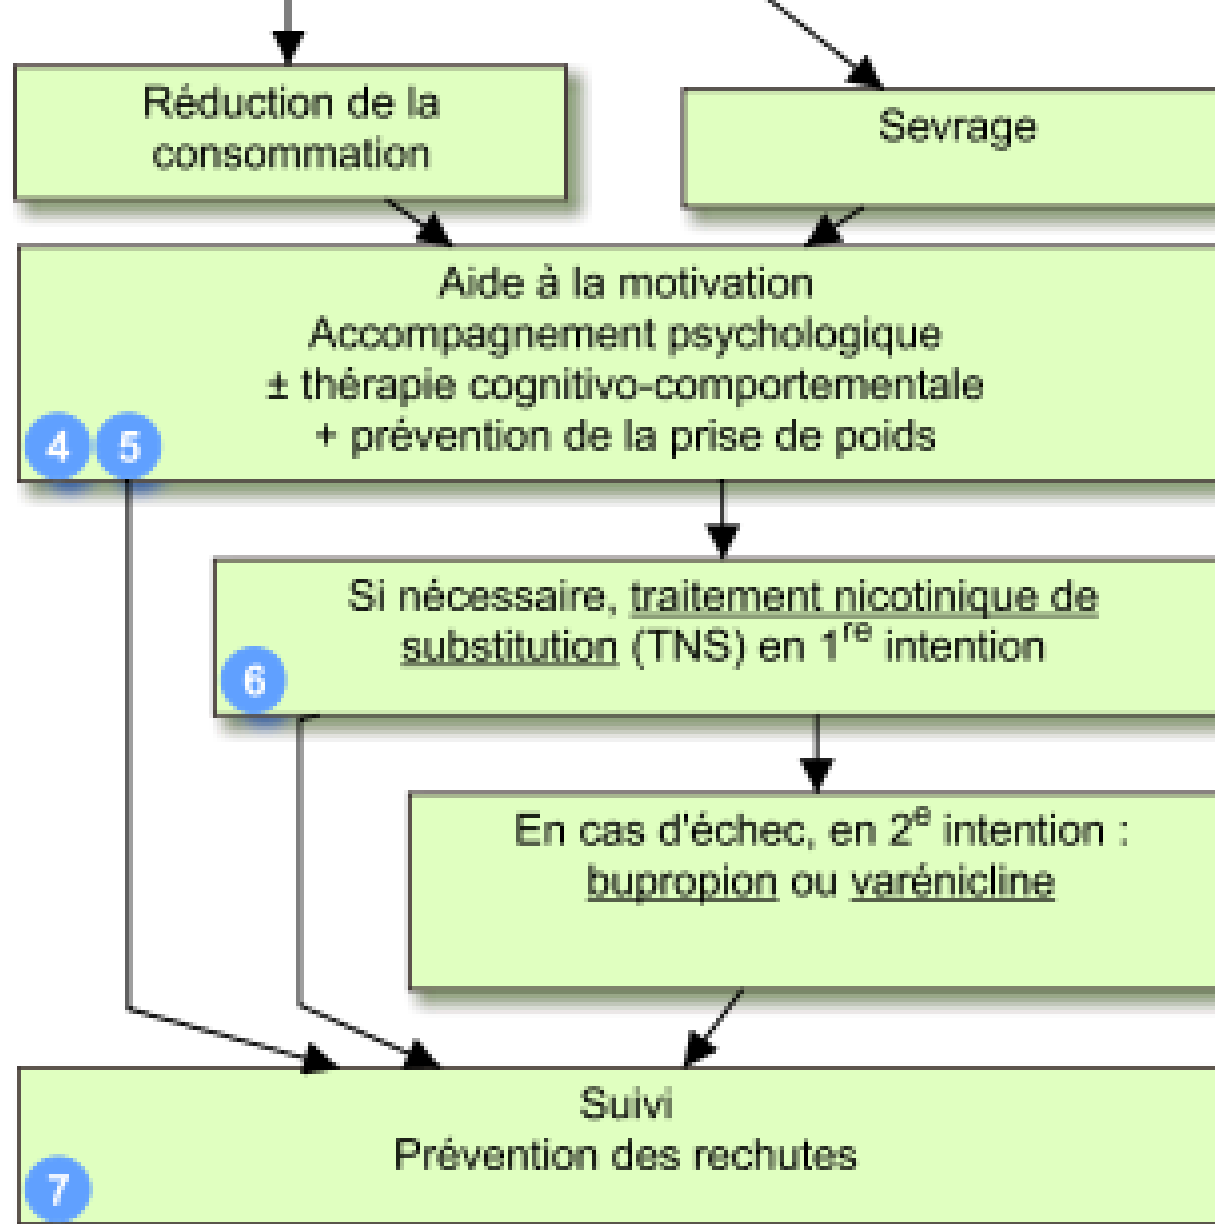 Réduction de la
consommation
Sevrage
Aide à la motivation
Accompagnement psychologique
± thérapie cognitivo-comportementale
+ prévention de la prise de poids
4 5
Si nécessaire, traitement nicotinique de
substitution (TNS) en 1re intention
6
En cas d'échec, en 2e intention :
bupropion ou varénicline
Suivi
Prévention des rechutes
7